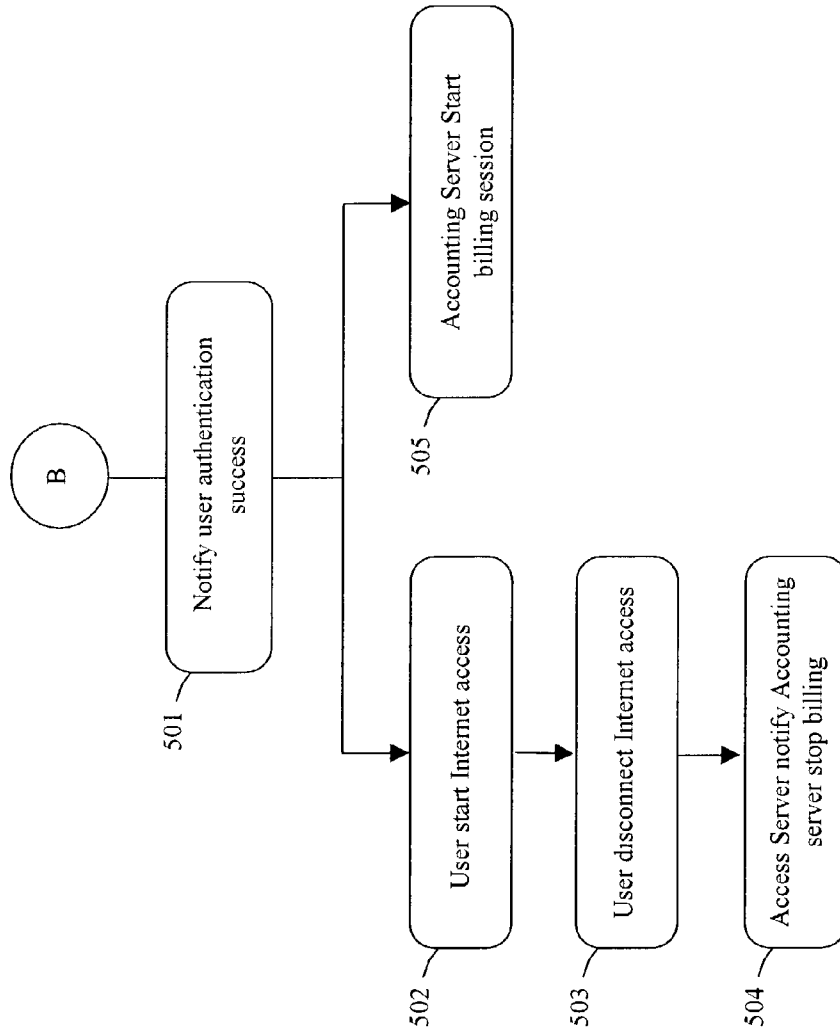 B
501
Notify user authentication
success
502
User start Internet access
505
Accounting Server Start
billing session
503
User disconnect Internet access
504
Access Server notify Accounting
server stop billing